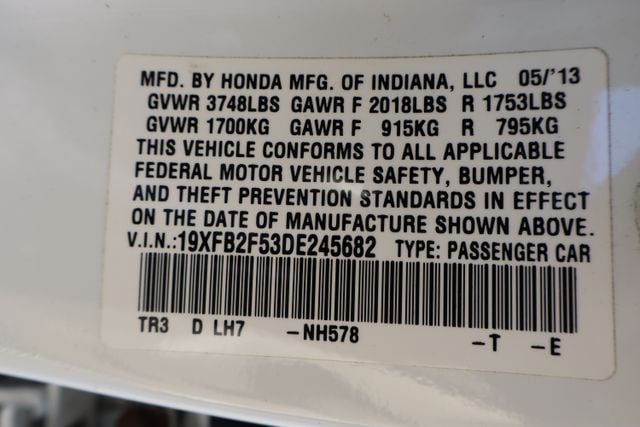 MFD. BY HONDA MFG. OF INDIANA, LLC 05/'13
GVWR 3748LBS GAWR F 2018LBS R 1753LBS
GVWR 1700KG GAWR F 915KG R 795KG
THIS VEHICLE CONFORMS TO ALL APPLICABLE
FEDERAL MOTOR VEHICLE SAFETY, BUMPER,
AND THEFT PREVENTION STANDARDS IN EFFECT
ON THE DATE OF MANUFACTURE SHOWN ABOVE.
V.I.N.:19XFB2F53DE245682 TYPE: PASSENGER CAR
TR3 D LH7 -NH578 -T -E